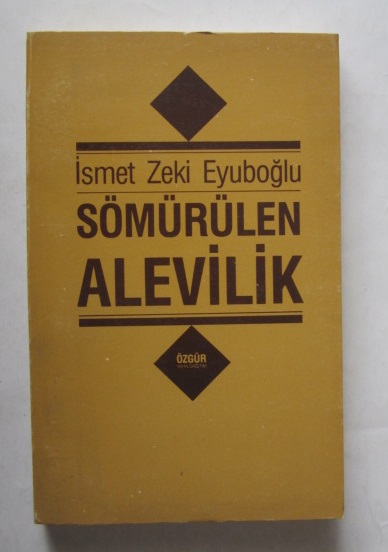 İsmet Zeki Eyuboğlu
SÖMÜRÜLEN
ALEVİLİK
ÖZGÜR